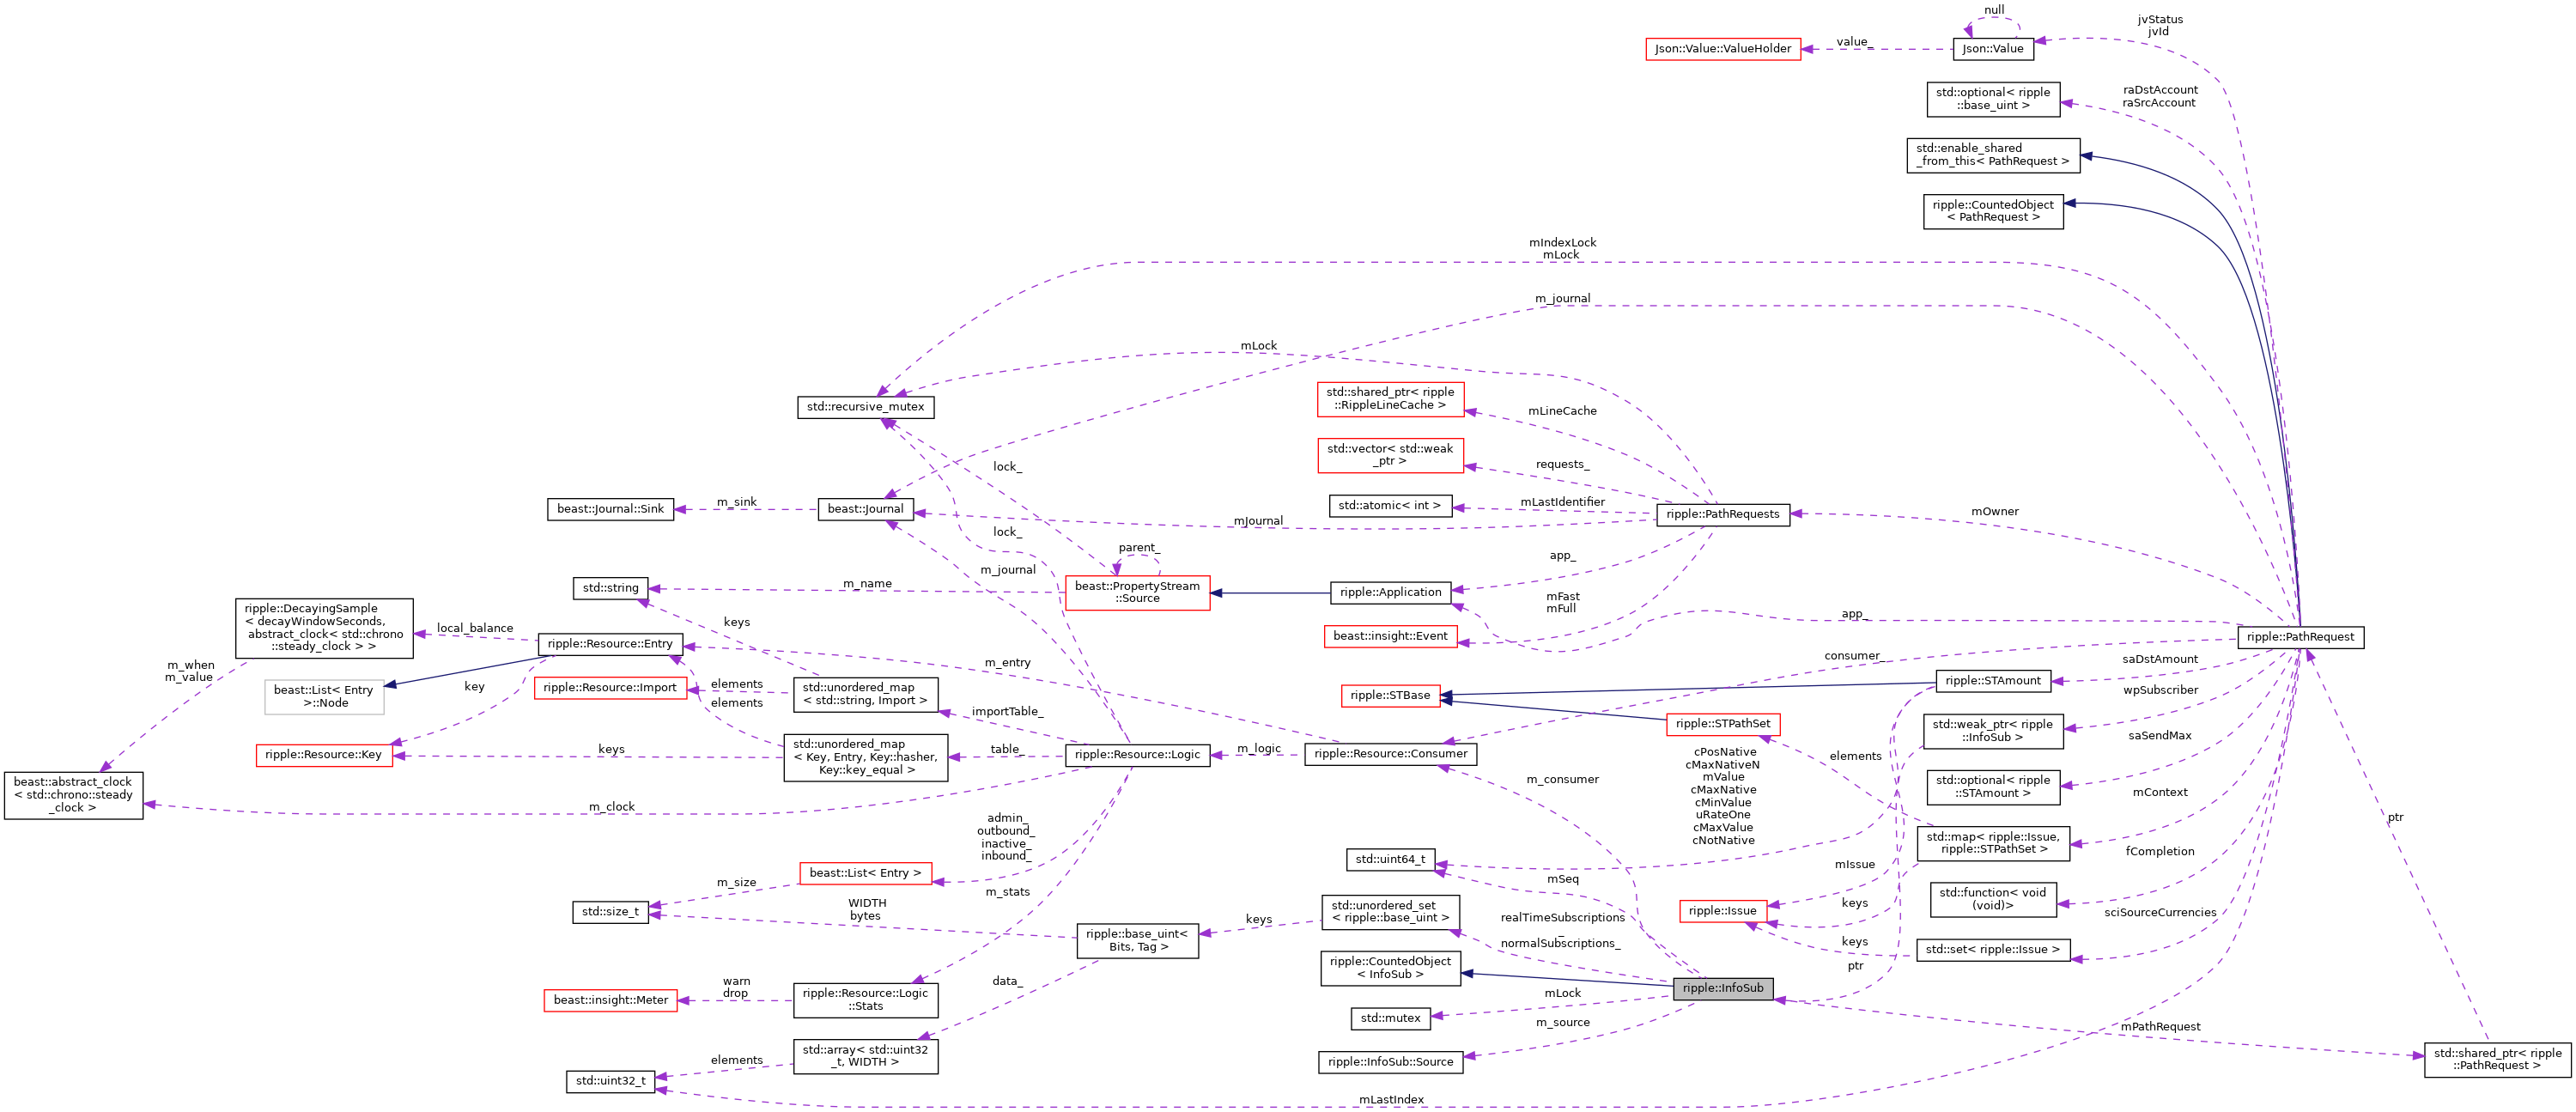 null
jvStatus
jvId
Json::Value::ValueHolder
value_
Json::Value
std::optional< ripple
::base_uint >
raDstAccount
raSrcAccount
std::enable_shared
_from_this< PathRequest >
ripple::CountedObject
< PathRequest >
mIndexLock
mLock
m_journal
mLock
std::recursive_mutex
std::shared_ptr< ripple
::RippleLineCache >
mLineCache
std::vector< std::weak
_ptr >
requests_
lock_
beast::Journal::Sink
m_sink
beast::Journal
std::atomic< int >
mLastIdentifier
ripple::PathRequests
mOwner
mJournal
lock_
parent_
app_
m_journal
std::string
m_name
beast::PropertyStream
::Source
ripple::Application
mFast
mFull
ripple::DecayingSample
< decayWindowSeconds,
abstract_clock< std::chrono
::steady_clock > >
local_balance
keys
beast::insight::Event
app_
ripple::PathRequest
ripple::Resource::Entry
m_when
m_value
m_entry
consumer_
saDstAmount
beast::List< Entry
>::Node
key
ripple::Resource::Import
elements
elements
std::unordered_map
< std::string, Import >
importTable_
ripple::STBase
ripple::STAmount
wpSubscriber
ripple::STPathSet
std::weak_ptr< ripple
::InfoSub >
saSendMax
ripple::Resource::Key
keys
std::unordered_map
< Key, Entry, Key::hasher,
Key::key_equal >
table_
ripple::Resource::Logic
m_logic
ripple::Resource::Consumer
cPosNative
cMaxNativeN
mValue
cMaxNative
cMinValue
uRateOne
cMaxValue
cNotNative
elements
beast::abstract_clock
< std::chrono::steady
_clock >
m_clock
m_consumer
std::optional< ripple
::STAmount >
mContext
admin_
outbound_
inactive_
inbound_
std::map< ripple::Issue,
ripple::STPathSet >
ptr
std::uint64_t
mIssue
fCompletion
beast::List< Entry >
m_size
m_stats
mSeq
std::function< void
(void)>
std::size_t
WIDTH
bytes
keys
std::unordered_set
< ripple::base_uint >
realTimeSubscriptions
_
normalSubscriptions_
ripple::Issue
keys
sciSourceCurrencies
ripple::base_uint<
Bits, Tag >
keys
std::set< ripple::Issue >
ripple::CountedObject
< InfoSub >
ptr
data_
ripple::InfoSub
beast::insight::Meter
warn
drop
ripple::Resource::Logic
::Stats
mLock
std::mutex
m_source
mPathRequest
std::array< std::uint32
_t, WIDTH >
elements
ripple::InfoSub::Source
std::shared_ptr< ripple
::PathRequest >
std::uint32_t
mLastIndex